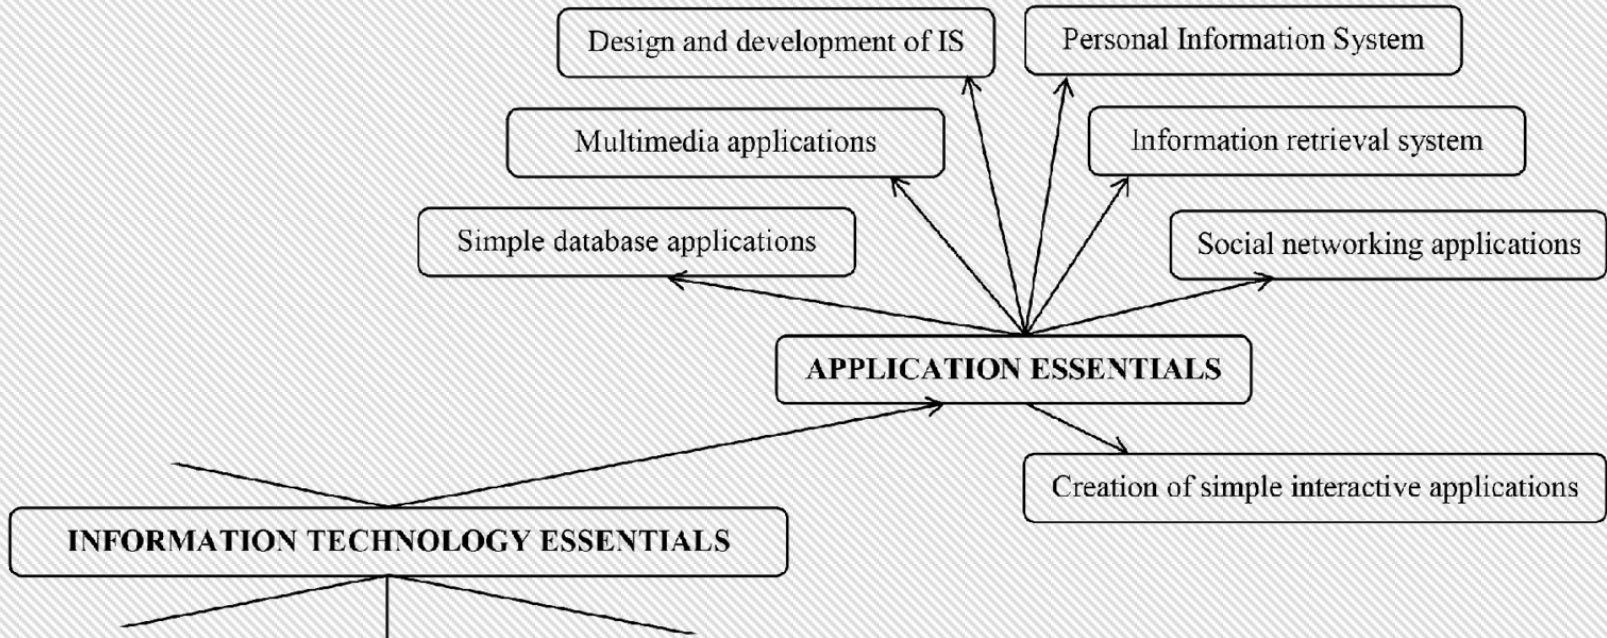 Design and development of IS
Personal Information System
Multimedia applications
Information retrieval system
Simple database applications
Social networking applications
APPLICATION ESSENTIALS
Creation of simple interactive applications
INFORMATION TECHNOLOGY ESSENTIALS